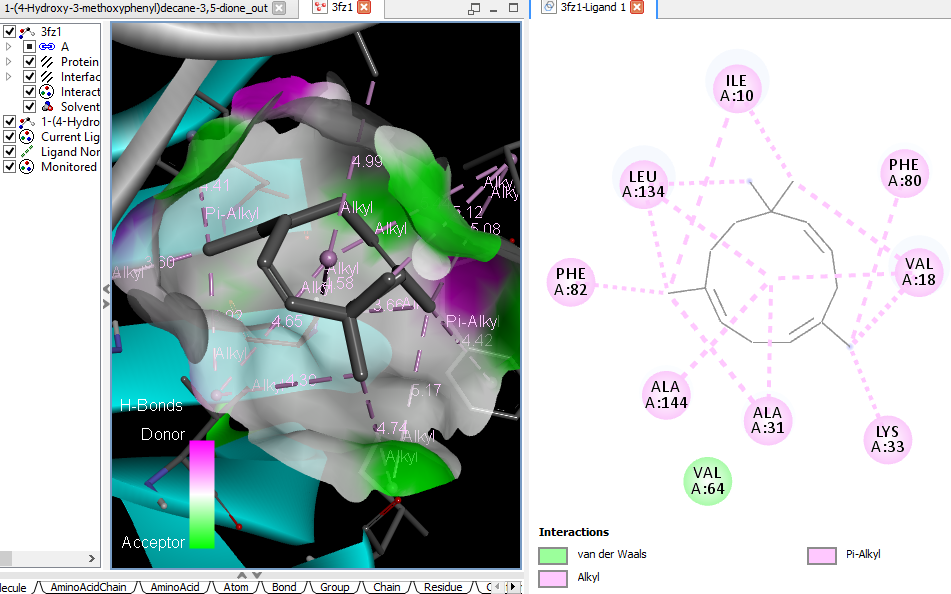 1-(4-Hydroxy-3-methoxyphenyl)decane-3,5-dione_out
3fz1
3fz1-Ligand 1
3fz1
A
Protein
Interfac
Interact
Solvent
1-(4-Hydro
Current Lig
Ligand Nor
Monitored
4.99
4.41
Pi-Alkyl
Alkyl
Alkyl
Alky
Alky
5.12
5.08
Alkyl
3.60
Alkyl
Alkyl
.58
3.66
4.65
Pi-Alkyl
4.42
Alkyl
Alkyl
4.39
5.17
4.74
Alkyl
Alkyl
H-Bonds
Donor
Acceptor
ILE
A:10
LEU
A:134
PHE
A:80
PHE
A:82
VAL
A:18
ALA
A:144
ALA
A:31
LYS
A:33
VAL
A:64
Interactions
van der Waals
Pi-Alkyl
Alkyl
lecule
AminoAcidChain
AminoAcid
Atom
Bond
Group
Chain
Residue